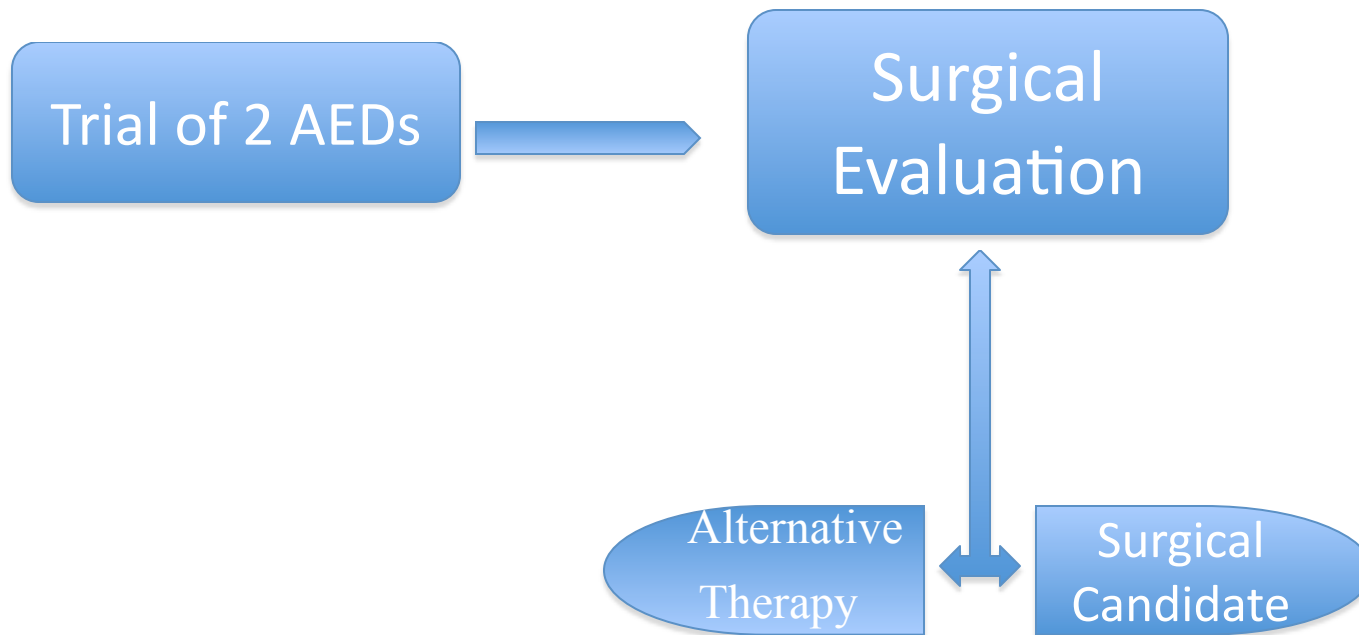 Trial of 2 AEDs
Surgical
Evaluation
Alternative
Therapy
Surgical
Candidate